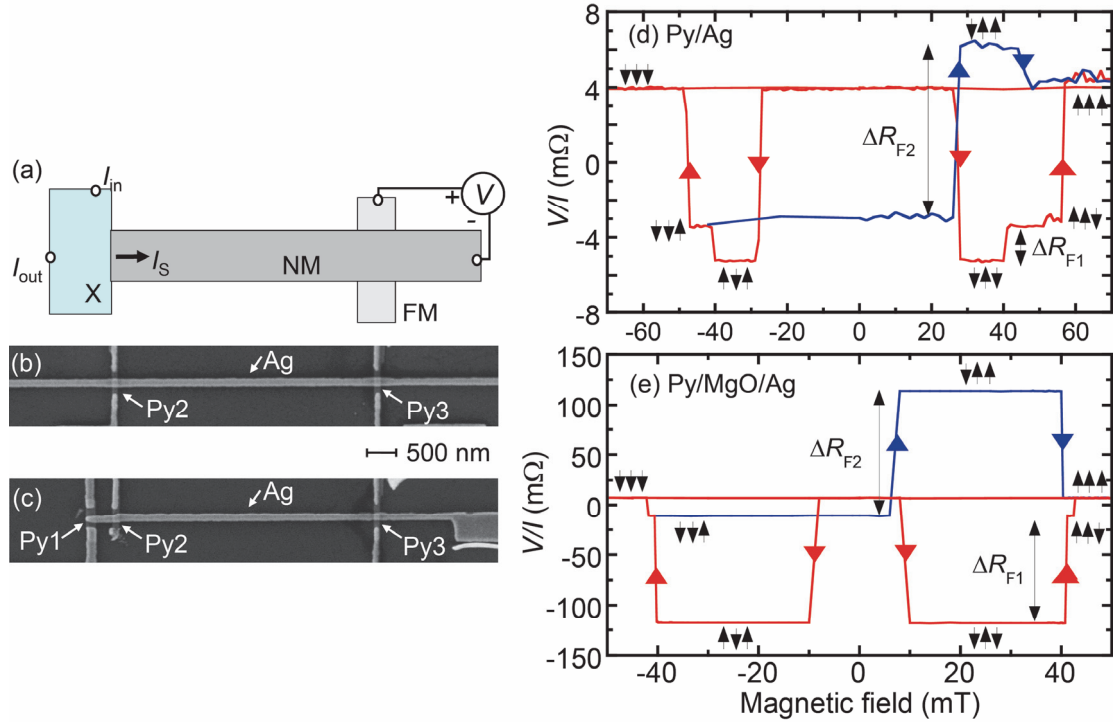 (a)
I_in
I_out
I_S
X
NM
FM
+
-
V
(b)
Ag
Py2
Py3
500 nm
(c)
Ag
Py1
Py2
Py3
(d) Py/Ag
V/I (mΩ)
8
4
0
-4
-8
ΔR_F2
ΔR_F1
-60 -40 -20 0 20 40 60
(e) Py/MgO/Ag
V/I (mΩ)
150
100
50
0
-50
-100
-150
ΔR_F2
ΔR_F1
-40 -20 0 20 40
Magnetic field (mT)